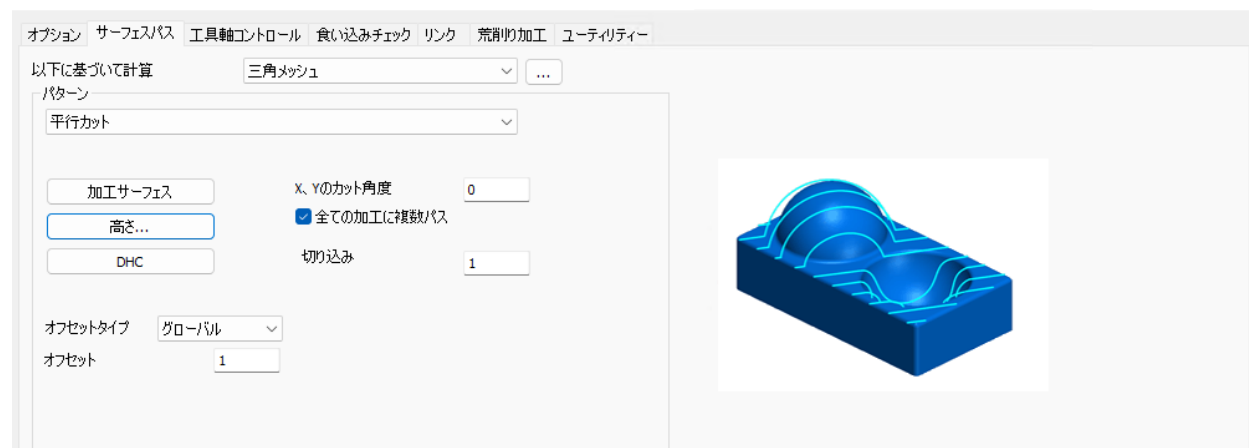 オプション サーフェスパス 工具軸コントロール 食い込みチェック リンク 荒削り加工 ユーティリティー
以下に基づいて計算 三角メッシュ ...
パターン
平行カット
加工サーフェス X、Yのカット角度 0
高さ... 全ての加工に複数パス
DHC 切り込み 1
オフセットタイプ グローバル
オフセット 1